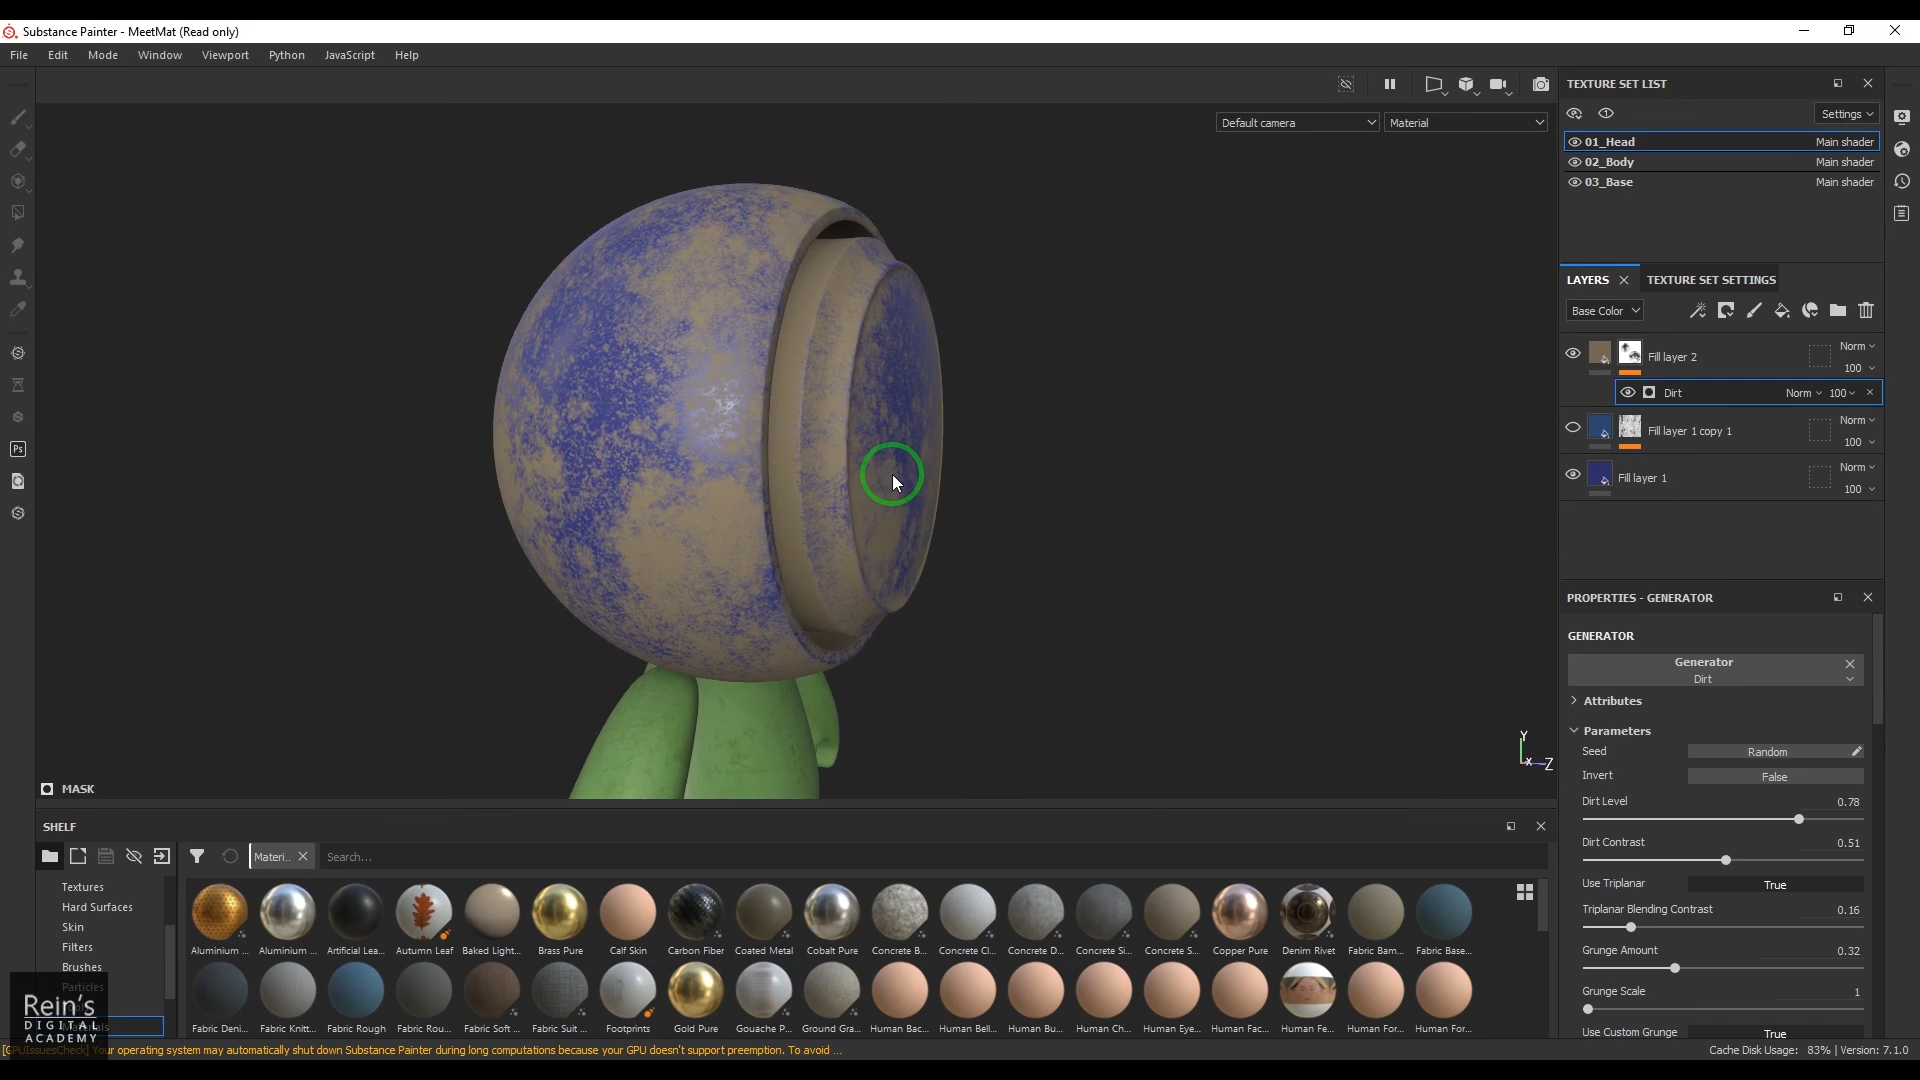 Substance Painter - MeetMat (Read only)
File Edit Mode Window Viewport Python JavaScript Help
Default camera
Material
TEXTURE SET LIST
Settings
01_Head Main shader
02_Body Main shader
03_Base Main shader
LAYERS TEXTURE SET SETTINGS
Base Color
Fill layer 2 Norm 100
Dirt Norm 100
Fill layer 1 copy 1 Norm 100
Fill layer 1 Norm 100
PROPERTIES - GENERATOR
GENERATOR
Generator
Dirt
Attributes
Parameters
Seed Random
Invert False
Dirt Level 0.78
Dirt Contrast 0.51
Use Triplanar True
Triplanar Blending Contrast 0.16
Grunge Amount 0.32
Grunge Scale 1
Use Custom Grunge True
Y
X
Z
Ps
MASK
SHELF
Materi..
Search...
Textures
Hard Surfaces
Skin
Filters
Brushes
Particles
Aluminium ... Aluminium ... Artificial Lea... Autumn Leaf Baked Light... Brass Pure Calf Skin Carbon Fiber Coated Metal Cobalt Pure Concrete B... Concrete Cl... Concrete D... Concrete Si... Concrete S... Copper Pure Denim Rivet Fabric Bam... Fabric Base...
Fabric Deni... Fabric Knitt... Fabric Rough Fabric Rou... Fabric Soft ... Fabric Suit ... Footprints Gold Pure Gouache P... Ground Gra... Human Bac... Human Bell... Human Bu... Human Ch... Human Eye... Human Fac... Human Fe... Human For... Human For...
Rein's
DIGITAL
ACADEMY
[GPUIssuesCheck] Your operating system may automatically shut down Substance Painter during long computations because your GPU doesn't support preemption. To avoid ...
Cache Disk Usage: 83% | Version: 7.1.0